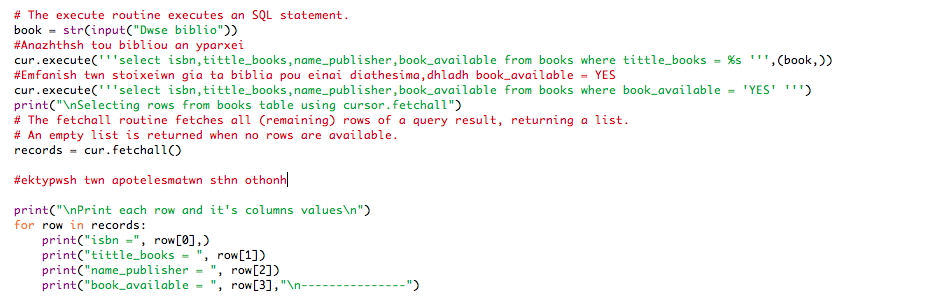 # The execute routine executes an SQL statement.
book = str(input("Dwse biblio"))
#Anazhthsh tou bibliou an yparxei
cur.execute('''select isbn,tittle_books,name_publisher,book_available from books where tittle_books = %s ''',(book,))
#Emfanish twn stoixeiwn gia ta biblia pou einai diathesima,dhladh book_available = YES
cur.execute('''select isbn,tittle_books,name_publisher,book_available from books where book_available = 'YES' ''')
print("\nSelecting rows from books table using cursor.fetchall")
# The fetchall routine fetches all (remaining) rows of a query result, returning a list.
# An empty list is returned when no rows are available.
records = cur.fetchall()
#ektypwsh twn apotelesmatwn sthn othonh
print("\nPrint each row and it's columns values\n")
for row in records:
    print("isbn =", row[0],)
    print("tittle_books = ", row[1])
    print("name_publisher = ", row[2])
    print("book_available = ", row[3],"\n---------------")